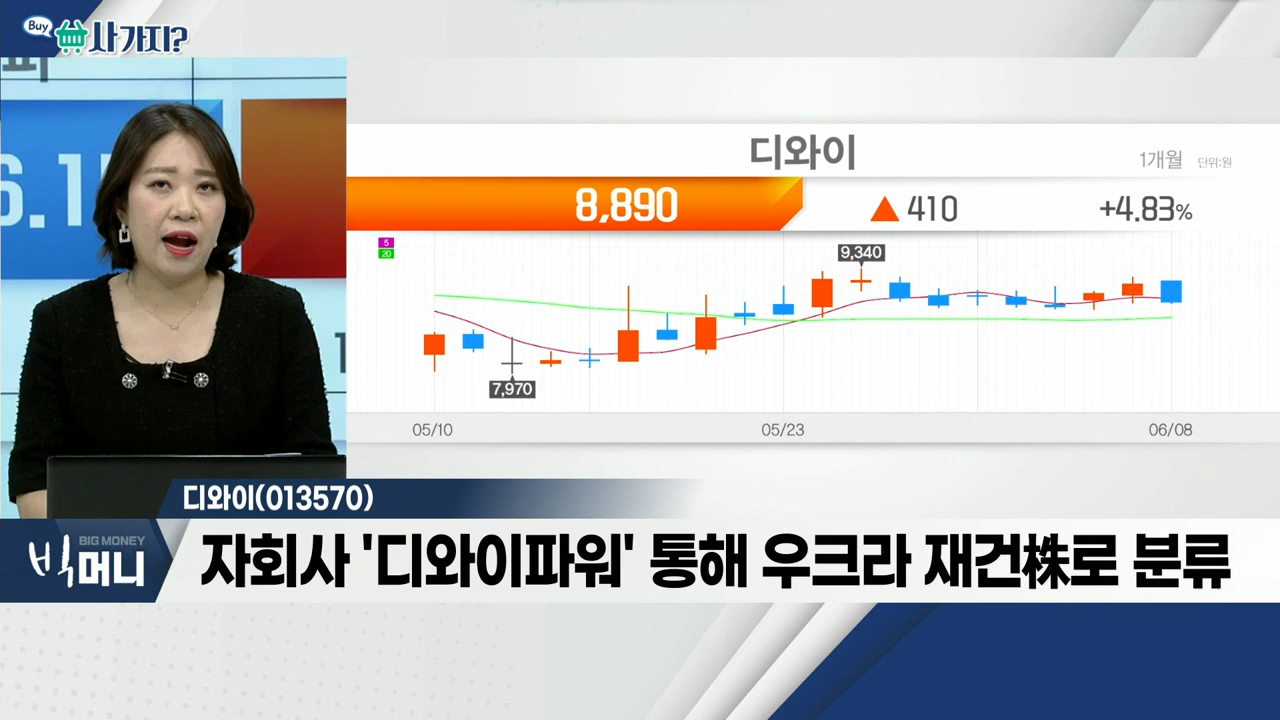 Buy
사가지?
파
6.1
디와이
1개월 단위:원
8,890 ▲ 410 +4.83%
5
20
9,340
7,970
05/10 05/23 06/08
디와이(013570)
BIG MONEY
빅머니
자회사 '디와이파워' 통해 우크라 재건株로 분류